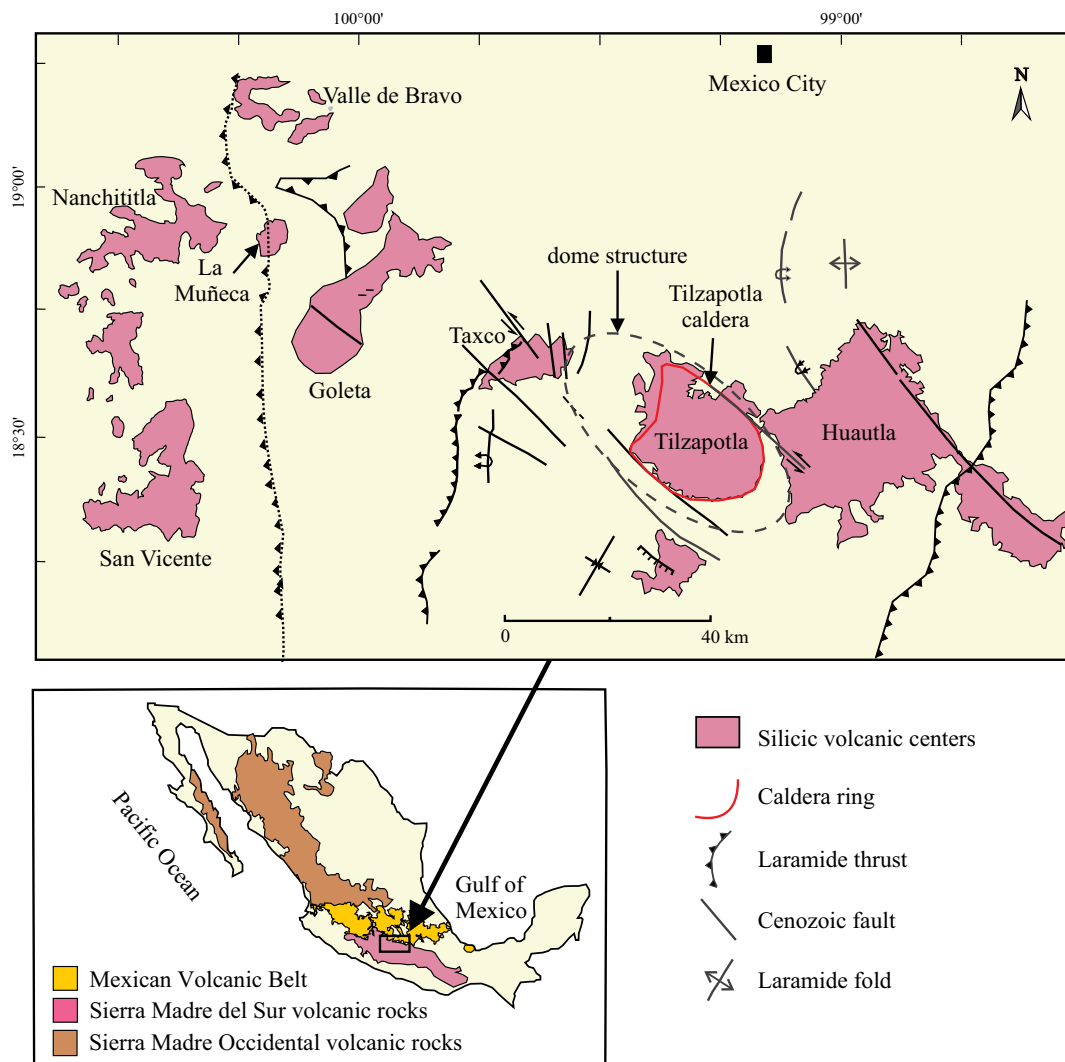 100°00'
99°00'
Mexico City
N
Valle de Bravo
19°00'
Nanchititla
La
Muñeca
dome structure
Tilzapotla
caldera
Taxco
Goleta
18°30'
Tilzapotla
Huautla
San Vicente
0
40 km
Pacific Ocean
Gulf of
Mexico
Mexican Volcanic Belt
Sierra Madre del Sur volcanic rocks
Sierra Madre Occidental volcanic rocks
Silicic volcanic centers
Caldera ring
Laramide thrust
Cenozoic fault
Laramide fold